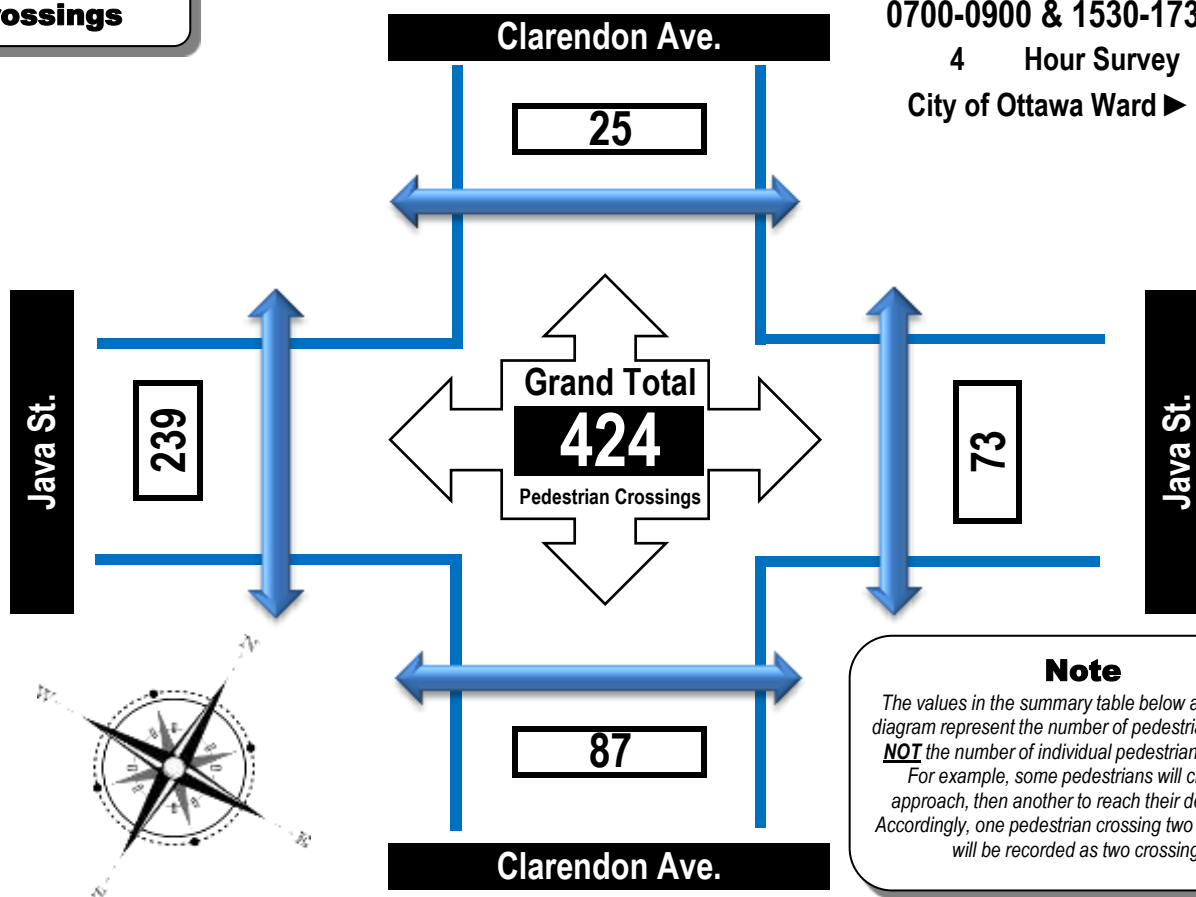 rossings
Clarendon Ave.
0700-0900 & 1530-173
4 Hour Survey
City of Ottawa Ward ►
25
Java St.
239
Grand Total
424
Pedestrian Crossings
73
Java St.
N
W
E
87
Clarendon Ave.
Note
The values in the summary table below a
diagram represent the number of pedestria
NOT the number of individual pedestrian
For example, some pedestrians will c
approach, then another to reach their de
Accordingly, one pedestrian crossing two
will be recorded as two crossing